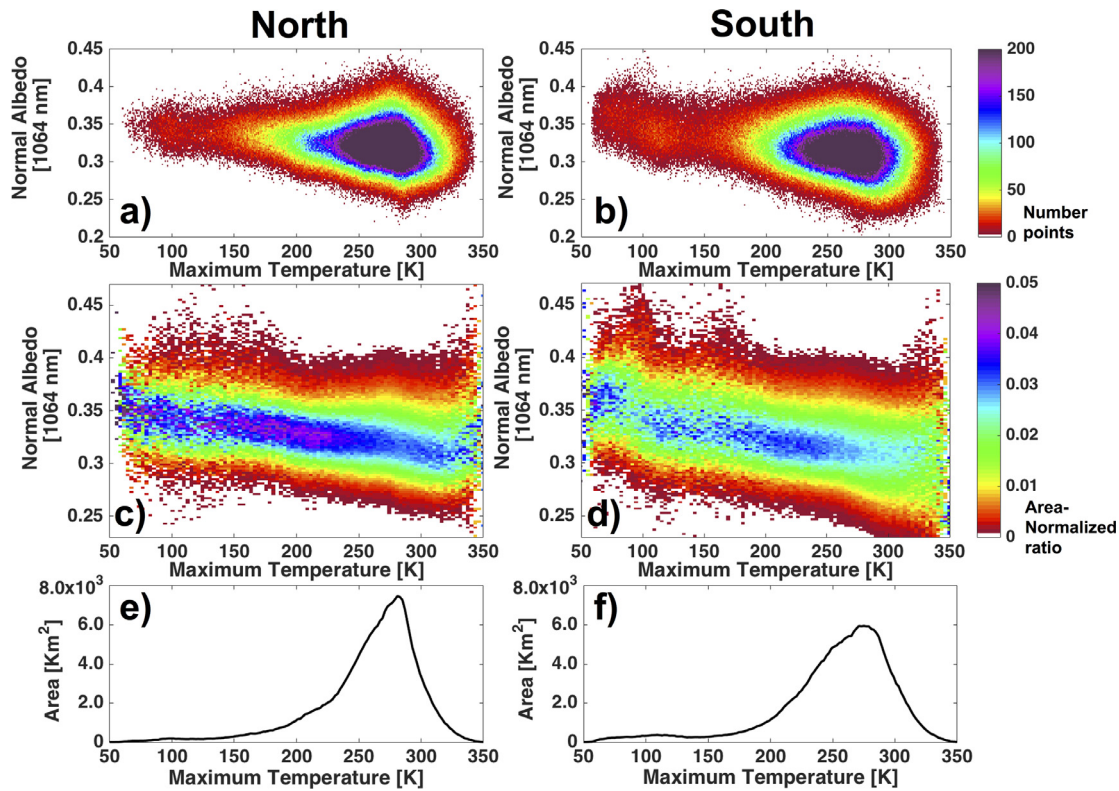 North
South
0.45
0.4
0.35
0.3
0.25
0.2
Normal Albedo
[1064 nm]
a)
50 100 150 200 250 300 350
Maximum Temperature [K]
0.45
0.4
0.35
0.3
0.25
0.2
Normal Albedo
[1064 nm]
b)
50 100 150 200 250 300 350
Maximum Temperature [K]
200
150
100
50
0
Number
points
0.45
0.4
0.35
0.3
0.25
Normal Albedo
[1064 nm]
c)
50 100 150 200 250 300 350
Maximum Temperature [K]
0.45
0.4
0.35
0.3
0.25
Normal Albedo
[1064 nm]
d)
50 100 150 200 250 300 350
Maximum Temperature [K]
0.05
0.04
0.03
0.02
0.01
0
Area-
Normalized
ratio
8.0x10³
6.0
4.0
2.0
0
Area [Km²]
e)
50 100 150 200 250 300 350
Maximum Temperature [K]
8.0x10³
6.0
4.0
2.0
0
Area [Km²]
f)
50 100 150 200 250 300 350
Maximum Temperature [K]